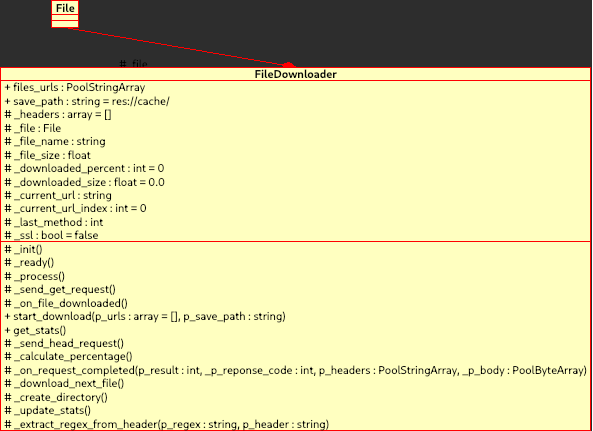 File
# _file
FileDownloader
+ files_urls : PoolStringArray
+ save_path : string = res://cache/
# _headers : array = []
# _file : File
# _file_name : string
# _file_size : float
# _downloaded_percent : int = 0
# _downloaded_size : float = 0.0
# _current_url : string
# _current_url_index : int = 0
# _last_method : int
# _ssl : bool = false
# _init()
# _ready()
# _process()
# _send_get_request()
# _on_file_downloaded()
+ start_download(p_urls : array = [], p_save_path : string)
+ get_stats()
# _send_head_request()
# _calculate_percentage()
# _on_request_completed(p_result : int, _p_reponse_code : int, p_headers : PoolStringArray, _p_body : PoolByteArray)
# _download_next_file()
# _create_directory()
# _update_stats()
# _extract_regex_from_header(p_regex : string, p_header : string)